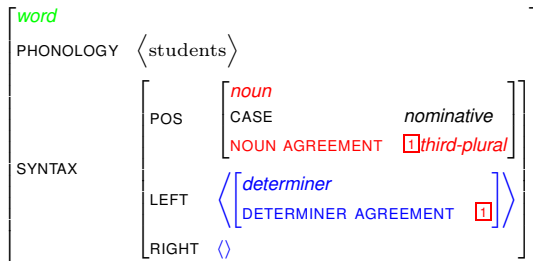 word
PHONOLOGY ⟨students⟩
noun
POS CASE nominative
NOUN AGREEMENT 1 third-plural
SYNTAX
determiner
LEFT ⟨ DETERMINER AGREEMENT 1 ⟩
RIGHT ⟨⟩